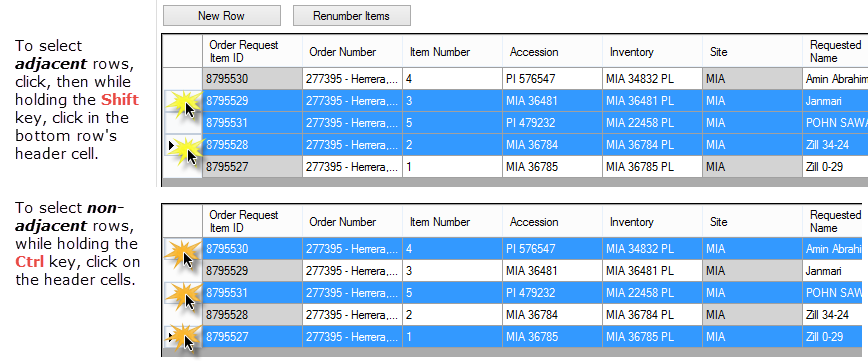 New Row Renumber Items
To select
adjacent rows,
click, then while
holding the Shift
key, click in the
bottom row's
header cell.
Order Request Item ID Order Number Item Number Accession Inventory Site Requested Name
8795530 277395 - Herrera,... 4 PI 576547 MIA 34832 PL MIA Amin Abrahim
8795529 277395 - Herrera,... 3 MIA 36481 MIA 36481 PL MIA Janmari
8795531 277395 - Herrera,... 5 PI 479232 MIA 22458 PL MIA POHN SAWA
8795528 277395 - Herrera,... 2 MIA 36784 MIA 36784 PL MIA Zill 34-24
8795527 277395 - Herrera,... 1 MIA 36785 MIA 36785 PL MIA Zill 0-29
To select non-
adjacent rows,
while holding the
Ctrl key, click on
the header cells.
Order Request Item ID Order Number Item Number Accession Inventory Site Requested Name
8795530 277395 - Herrera,... 4 PI 576547 MIA 34832 PL MIA Amin Abrahi
8795529 277395 - Herrera,... 3 MIA 36481 MIA 36481 PL MIA Janmari
8795531 277395 - Herrera,... 5 PI 479232 MIA 22458 PL MIA POHN SAW
8795528 277395 - Herrera,... 2 MIA 36784 MIA 36784 PL MIA Zill 34-24
8795527 277395 - Herrera,... 1 MIA 36785 MIA 36785 PL MIA Zill 0-29